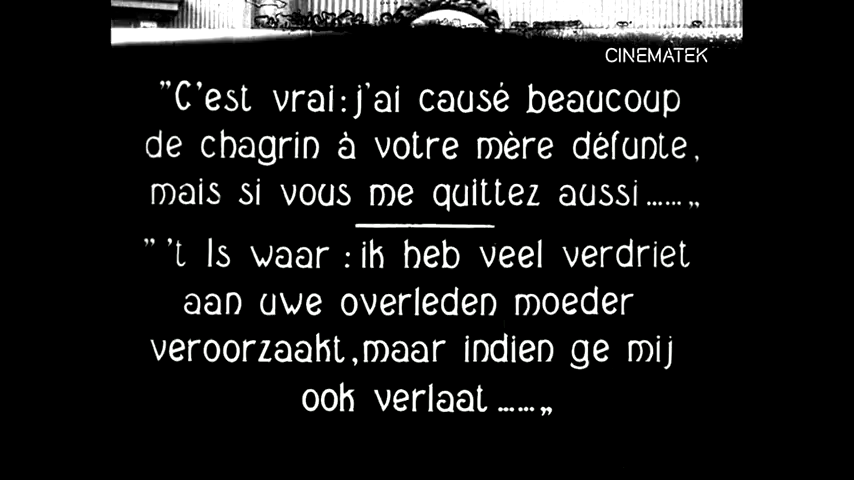 CINEMATEK
"C'est vrai: j'ai causé beaucoup
de chagrin à votre mère défunte,
mais si vous me quittez aussi ......„
" 't Is waar : ik heb veel verdriet
aan uwe overleden moeder
veroorzaakt, maar indien ge mij
ook verlaat ......„